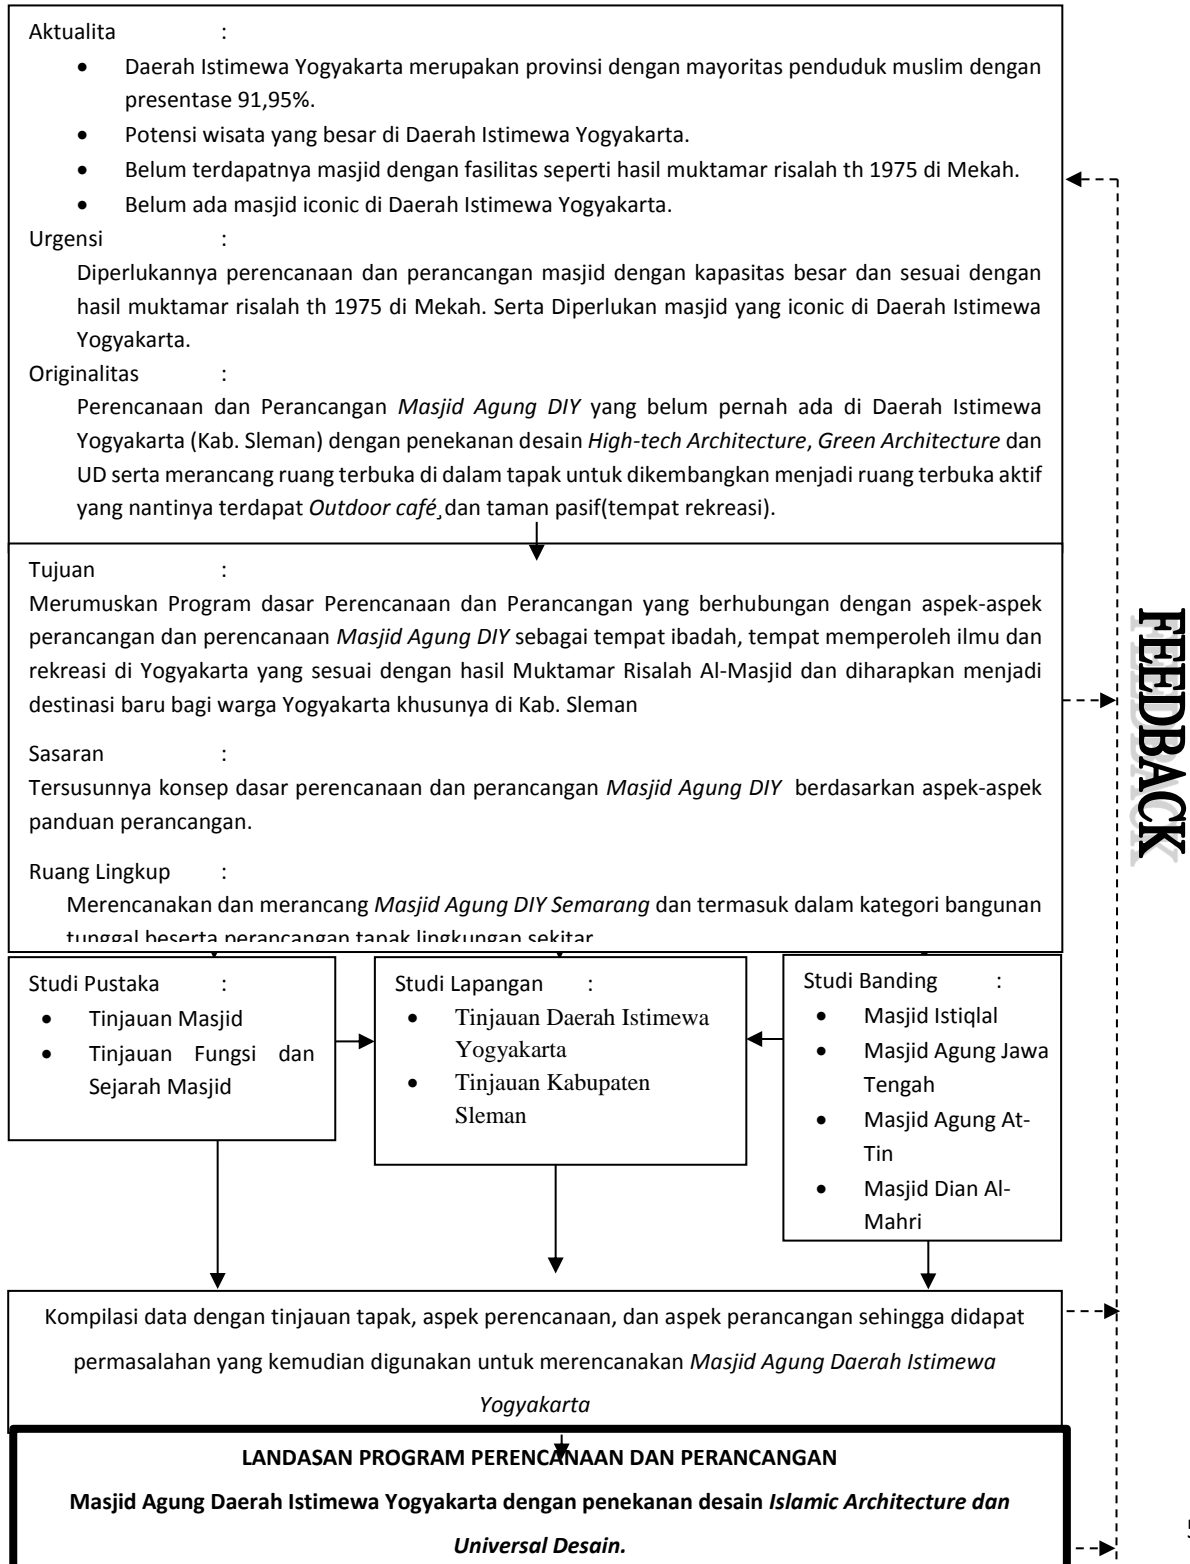 Aktualita :
• Daerah Istimewa Yogyakarta merupakan provinsi dengan mayoritas penduduk muslim dengan
presentase 91,95%.
• Potensi wisata yang besar di Daerah Istimewa Yogyakarta.
• Belum terdapatnya masjid dengan fasilitas seperti hasil muktamar risalah th 1975 di Mekah.
• Belum ada masjid iconic di Daerah Istimewa Yogyakarta.
Urgensi :
Diperlukannya perencanaan dan perancangan masjid dengan kapasitas besar dan sesuai dengan
hasil muktamar risalah th 1975 di Mekah. Serta Diperlukan masjid yang iconic di Daerah Istimewa
Yogyakarta.
Originalitas :
Perencanaan dan Perancangan Masjid Agung DIY yang belum pernah ada di Daerah Istimewa
Yogyakarta (Kab. Sleman) dengan penekanan desain High-tech Architecture, Green Architecture dan
UD serta merancang ruang terbuka di dalam tapak untuk dikembangkan menjadi ruang terbuka aktif
yang nantinya terdapat Outdoor café¸dan taman pasif(tempat rekreasi).
Tujuan :
Merumuskan Program dasar Perencanaan dan Perancangan yang berhubungan dengan aspek-aspek
perancangan dan perencanaan Masjid Agung DIY sebagai tempat ibadah, tempat memperoleh ilmu dan
rekreasi di Yogyakarta yang sesuai dengan hasil Muktamar Risalah Al-Masjid dan diharapkan menjadi
destinasi baru bagi warga Yogyakarta khusunya di Kab. Sleman
Sasaran :
Tersusunnya konsep dasar perencanaan dan perancangan Masjid Agung DIY berdasarkan aspek-aspek
panduan perancangan.
Ruang Lingkup :
Merencanakan dan merancang Masjid Agung DIY Semarang dan termasuk dalam kategori bangunan
tunggal beserta perancangan tapak lingkungan sekitar
Studi Pustaka :
• Tinjauan Masjid
• Tinjauan Fungsi dan
Sejarah Masjid
Studi Lapangan :
• Tinjauan Daerah Istimewa
Yogyakarta
• Tinjauan Kabupaten
Sleman
Studi Banding :
• Masjid Istiqlal
• Masjid Agung Jawa
Tengah
• Masjid Agung At-
Tin
• Masjid Dian Al-
Mahri
Kompilasi data dengan tinjauan tapak, aspek perencanaan, dan aspek perancangan sehingga didapat
permasalahan yang kemudian digunakan untuk merencanakan Masjid Agung Daerah Istimewa
Yogyakarta
LANDASAN PROGRAM PERENCANAAN DAN PERANCANGAN
Masjid Agung Daerah Istimewa Yogyakarta dengan penekanan desain Islamic Architecture dan
Universal Desain.
FEEDBACK